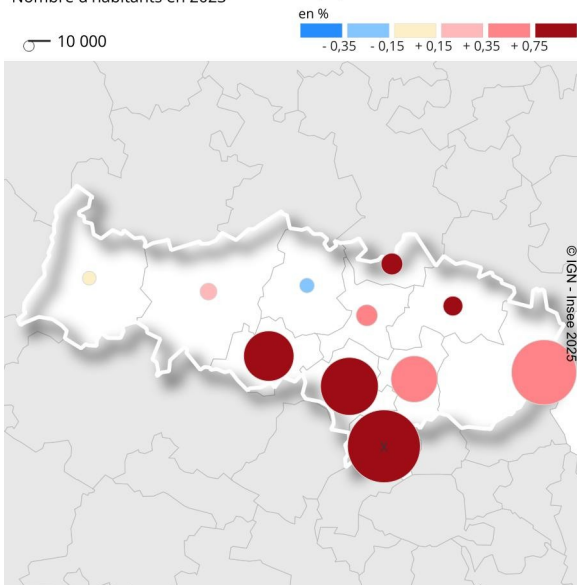 Nombre d'habitants en 2023
10 000
en %
- 0,35 - 0,15 + 0,15 + 0,35 + 0,75
© IGN - Insee 2025